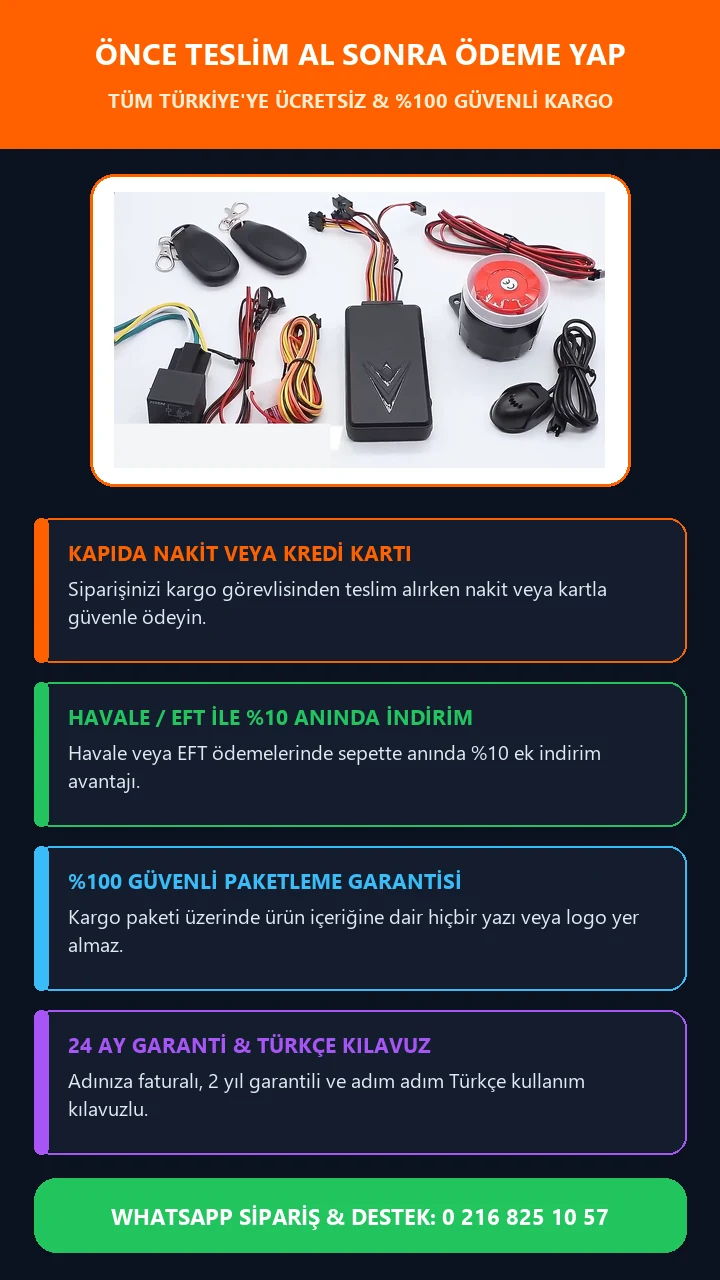 ÖNCE TESLİM AL SONRA ÖDEME YAP
TÜM TÜRKİYE'YE ÜCRETSİZ & %100 GÜVENLİ KARGO
KAPIDA NAKİT VEYA KREDİ KARTI
Siparişinizi kargo görevlisinden teslim alırken nakit veya kartla
güvenle ödeyin.
HAVALE / EFT İLE %10 ANINDA İNDİRİM
Havale veya EFT ödemelerinde sepette anında %10 ek indirim
avantajı.
%100 GÜVENLİ PAKETLEME GARANTİSİ
Kargo paketi üzerinde ürün içeriğine dair hiçbir yazı veya logo yer
almaz.
24 AY GARANTİ & TÜRKÇE KILAVUZ
Adınıza faturalı, 2 yıl garantili ve adım adım Türkçe kullanım
kılavuzlu.
WHATSAPP SİPARİŞ & DESTEK: 0 216 825 10 57